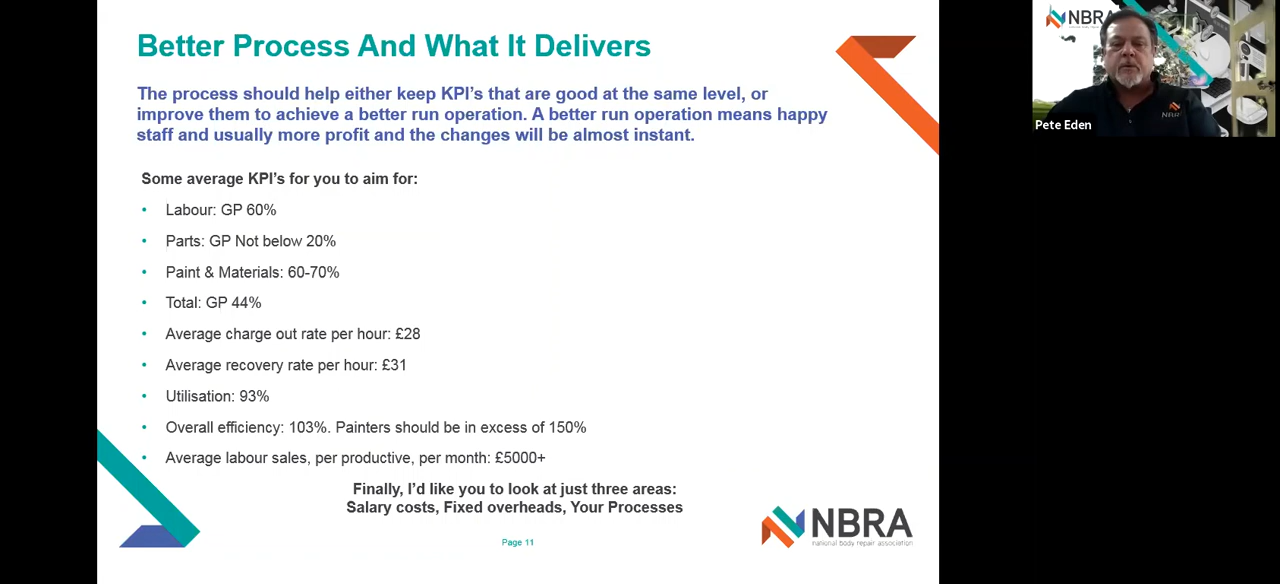 Better Process And What It Delivers
The process should help either keep KPI's that are good at the same level, or
improve them to achieve a better run operation. A better run operation means happy
staff and usually more profit and the changes will be almost instant.
Some average KPI's for you to aim for:
• Labour: GP 60%
• Parts: GP Not below 20%
• Paint & Materials: 60-70%
• Total: GP 44%
• Average charge out rate per hour: £28
• Average recovery rate per hour: £31
• Utilisation: 93%
• Overall efficiency: 103%. Painters should be in excess of 150%
• Average labour sales, per productive, per month: £5000+
Finally, I'd like you to look at just three areas:
Salary costs, Fixed overheads, Your Processes
Page 11
NBRA
national body repair association
NBRA
NBRA
Pete Eden